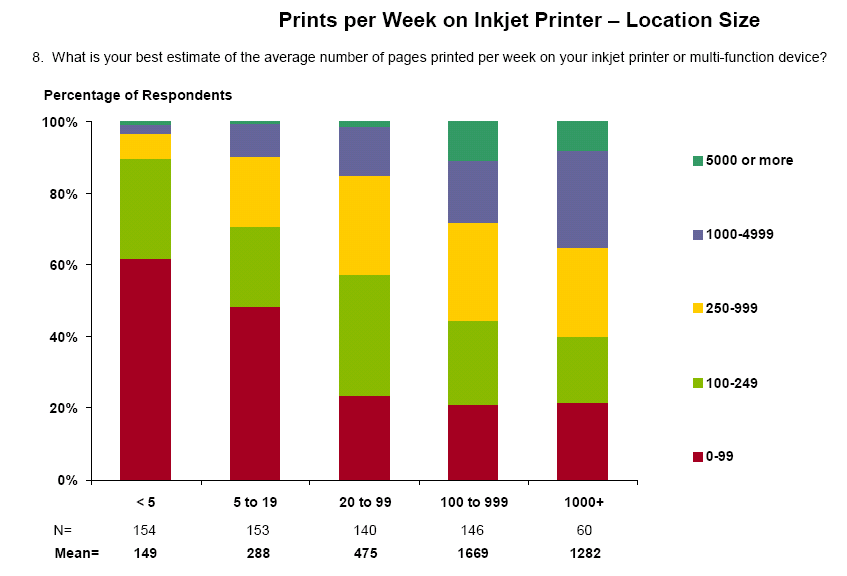 Prints per Week on Inkjet Printer – Location Size
8. What is your best estimate of the average number of pages printed per week on your inkjet printer or multi-function device?
Percentage of Respondents
100%
80%
60%
40%
20%
0%
5000 or more
1000-4999
250-999
100-249
0-99
< 5 5 to 19 20 to 99 100 to 999 1000+
N= 154 153 140 146 60
Mean= 149 288 475 1669 1282